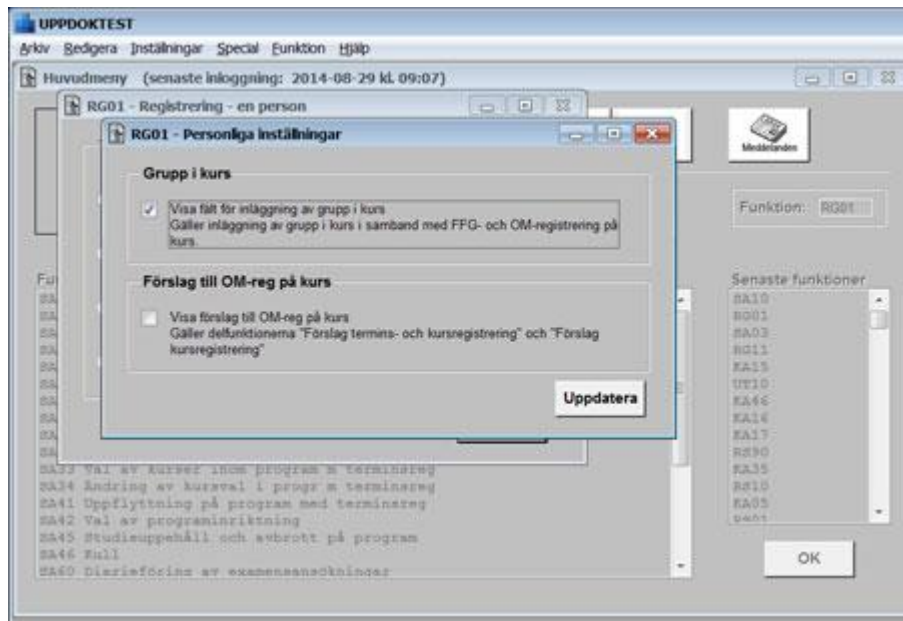 UPPDOKTEST
Arkiv Redigera Inställningar Special Funktion Hjälp
Huvudmeny (senaste inloggning: 2014-08-29 kl. 09:07)
RG01 - Registrering - en person
RG01 - Personliga inställningar
Meddelanden
Grupp i kurs
Visa fält för inläggning av grupp i kurs
Gäller inläggning av grupp i kurs i samband med FFG- och OM-registrering på
kurs.
Funktion: RG01
Förslag till OM-reg på kurs
Visa förslag till OM-reg på kurs
Gäller delfunktionerna "Förslag termins- och kursregistrering" och "Förslag
kursregistrering"
Uppdatera
Senaste funktioner
SA10
RG01
SA03
RG11
KA15
UT10
KA46
KA16
KA17
RS90
KA35
RS10
KA05
SA33 Val av kurser inom program m terminsreg
SA34 Ändring av kursval i progr m terminsreg
SA41 Uppflyttning på program med terminsreg
SA42 Val av programinriktning
SA45 Studieuppehåll och avbrott på program
SA46 Kull
SA60 Diarieföring av examensansökningar
OK